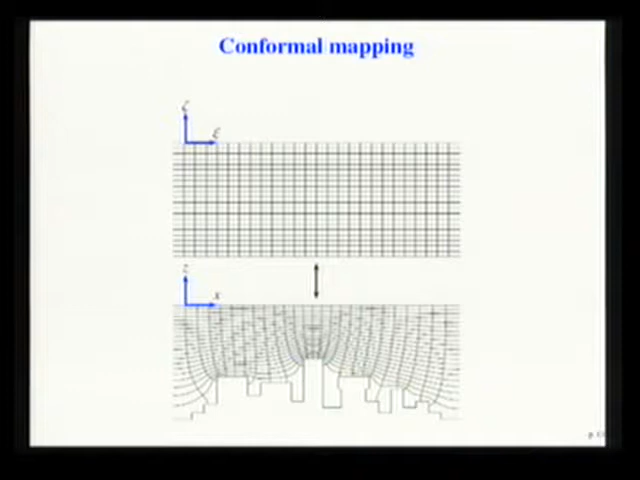 Conformal mapping
ζ
ξ
z
x